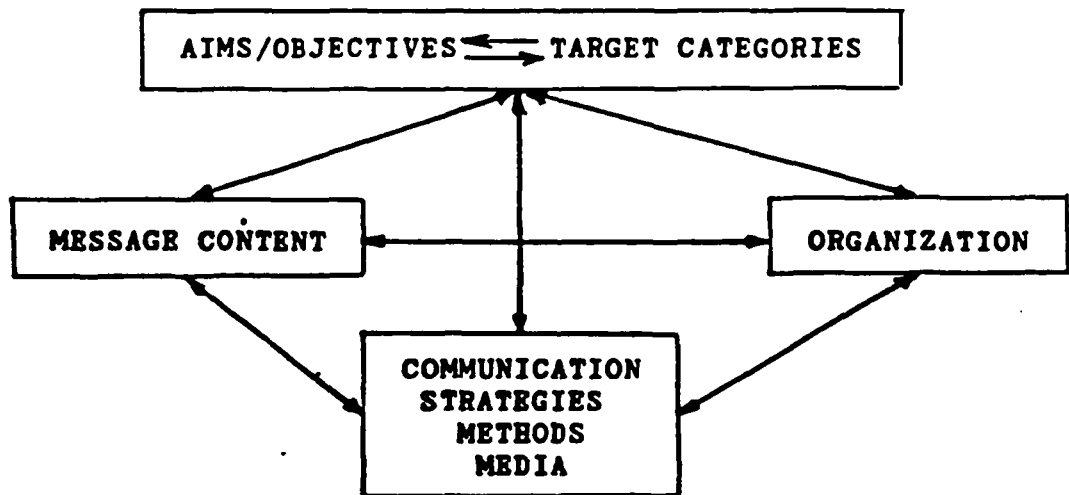 AIMS/OBJECTIVES TARGET CATEGORIES
MESSAGE CONTENT
ORGANIZATION
COMMUNICATION
STRATEGIES
METHODS
MEDIA